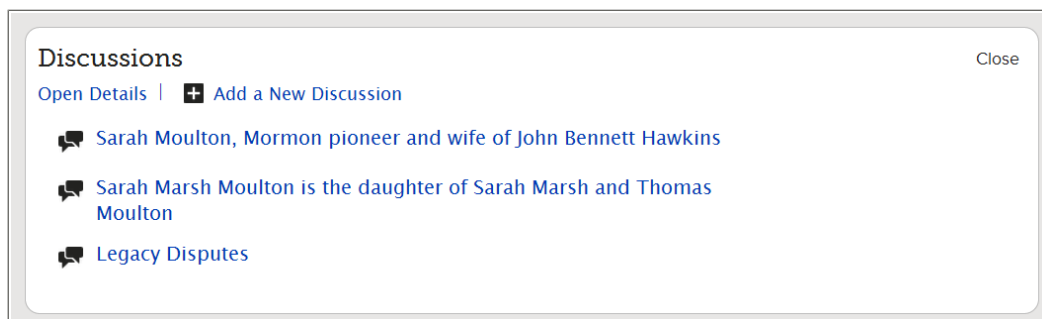 Discussions
Close
Open Details | Add a New Discussion
Sarah Moulton, Mormon pioneer and wife of John Bennett Hawkins
Sarah Marsh Moulton is the daughter of Sarah Marsh and Thomas
Moulton
Legacy Disputes